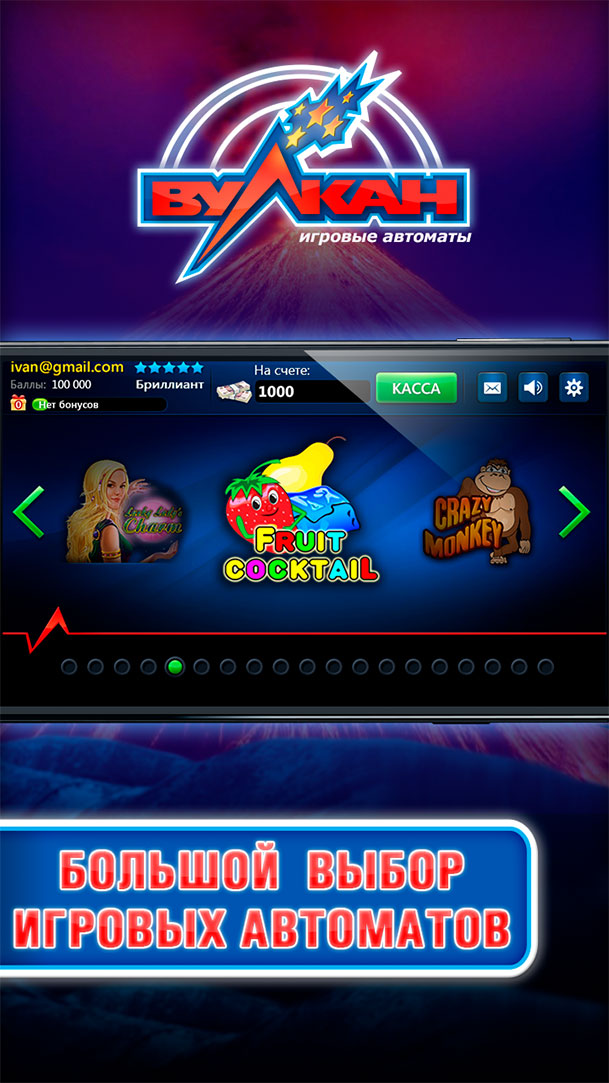 ВУЛКАН
игровые автоматы
ivan@gmail.com
На счете:
Баллы: 100 000 Бриллиант
1000
КАССА
0 Нет бонусов
Lucky Lady's
Charm
FRUIT
COCKTAIL
CRAZY
MONKEY
БОЛЬШОЙ ВЫБОР
ИГРОВЫХ АВТОМАТОВ